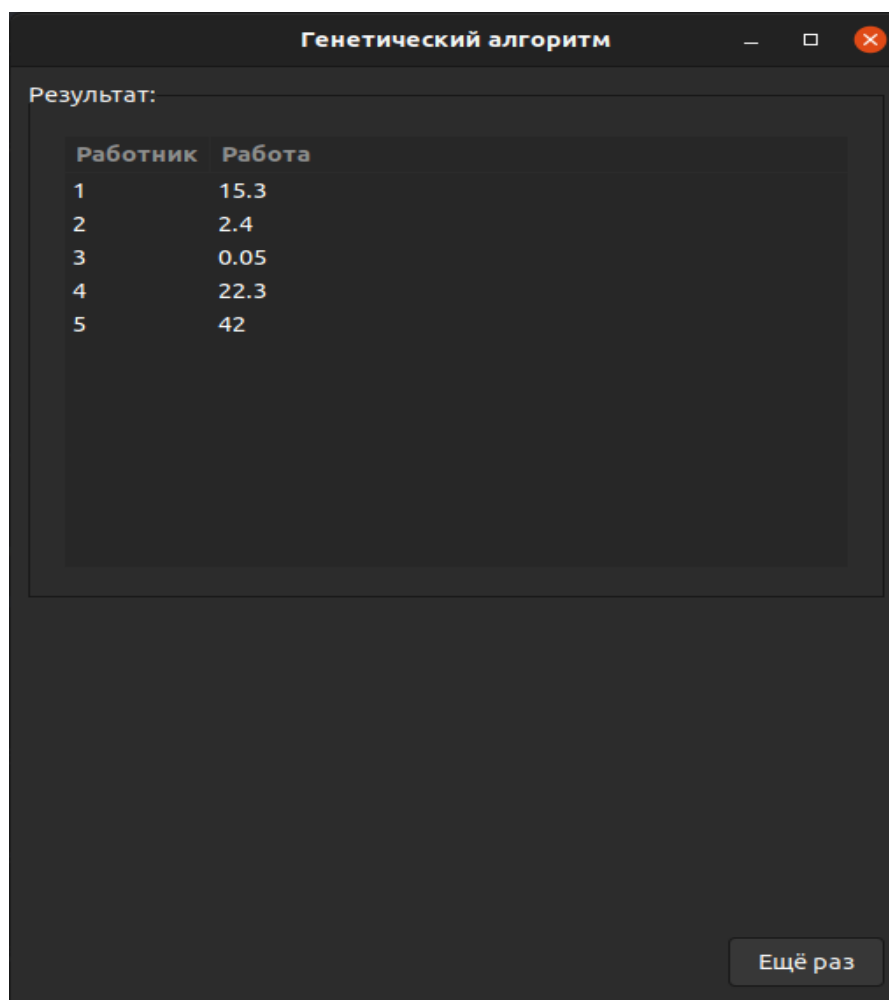 Генетический алгоритм
Результат:
Работник Работа
1 15.3
2 2.4
3 0.05
4 22.3
5 42
Ещё раз